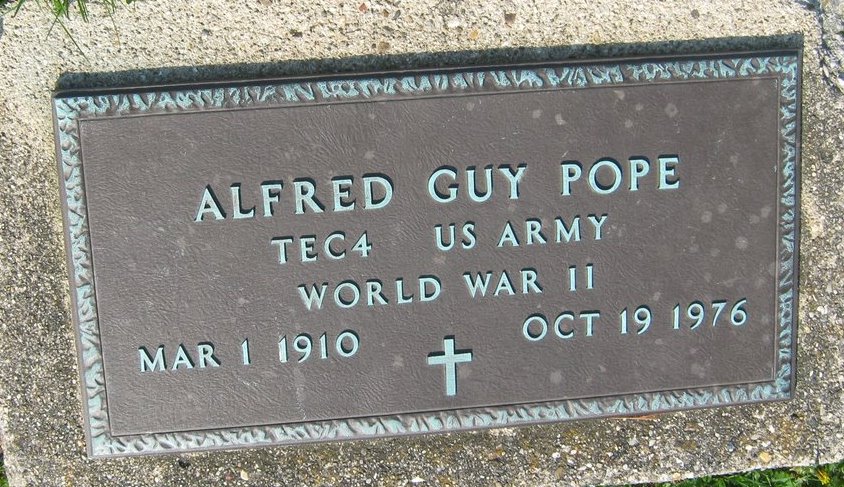 ALFRED GUY POPE
TEC4 US ARMY
WORLD WAR II
MAR 1 1910 OCT 19 1976